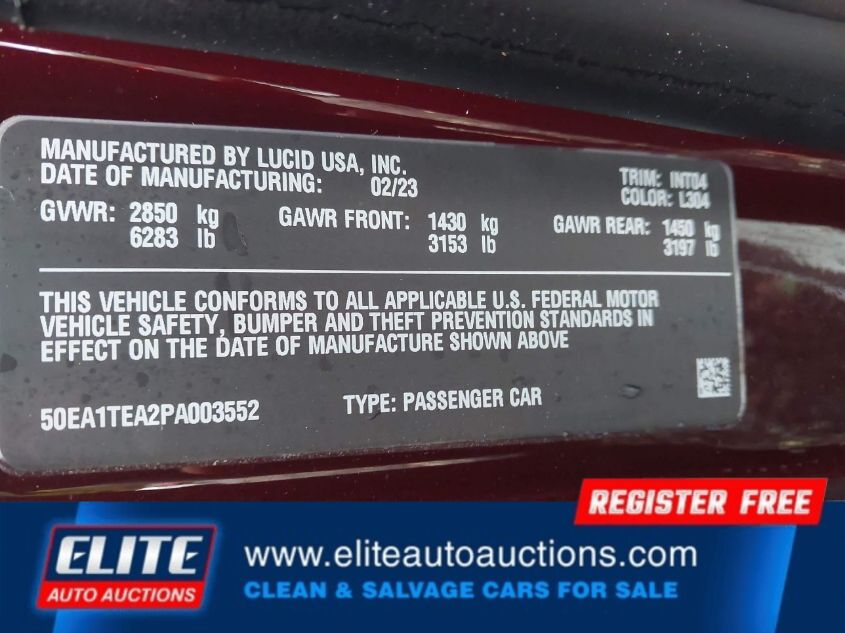 MANUFACTURED BY LUCID USA, INC.
DATE OF MANUFACTURING: 02/23
TRIM: INT04
COLOR: L304
GVWR: 2850 kg GAWR FRONT: 1430 kg GAWR REAR: 1450 kg
6283 lb 3153 lb 3197 lb
THIS VEHICLE CONFORMS TO ALL APPLICABLE U.S. FEDERAL MOTOR
VEHICLE SAFETY, BUMPER AND THEFT PREVENTION STANDARDS IN
EFFECT ON THE DATE OF MANUFACTURE SHOWN ABOVE
50EA1TEA2PA003552 TYPE: PASSENGER CAR
REGISTER FREE
ELITE
AUTO AUCTIONS
www.eliteautoauctions.com
CLEAN & SALVAGE CARS FOR SALE